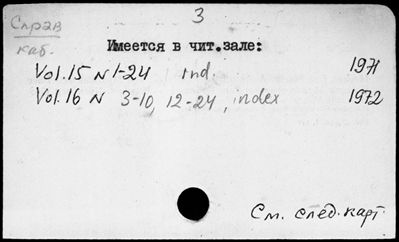 3
Справ
каб.
Имеется в чит.зале:
Vol.15 N 1-24 ind. 1971
Vol.16 N 3-10, 12-24, index 1972
См. след. карт.